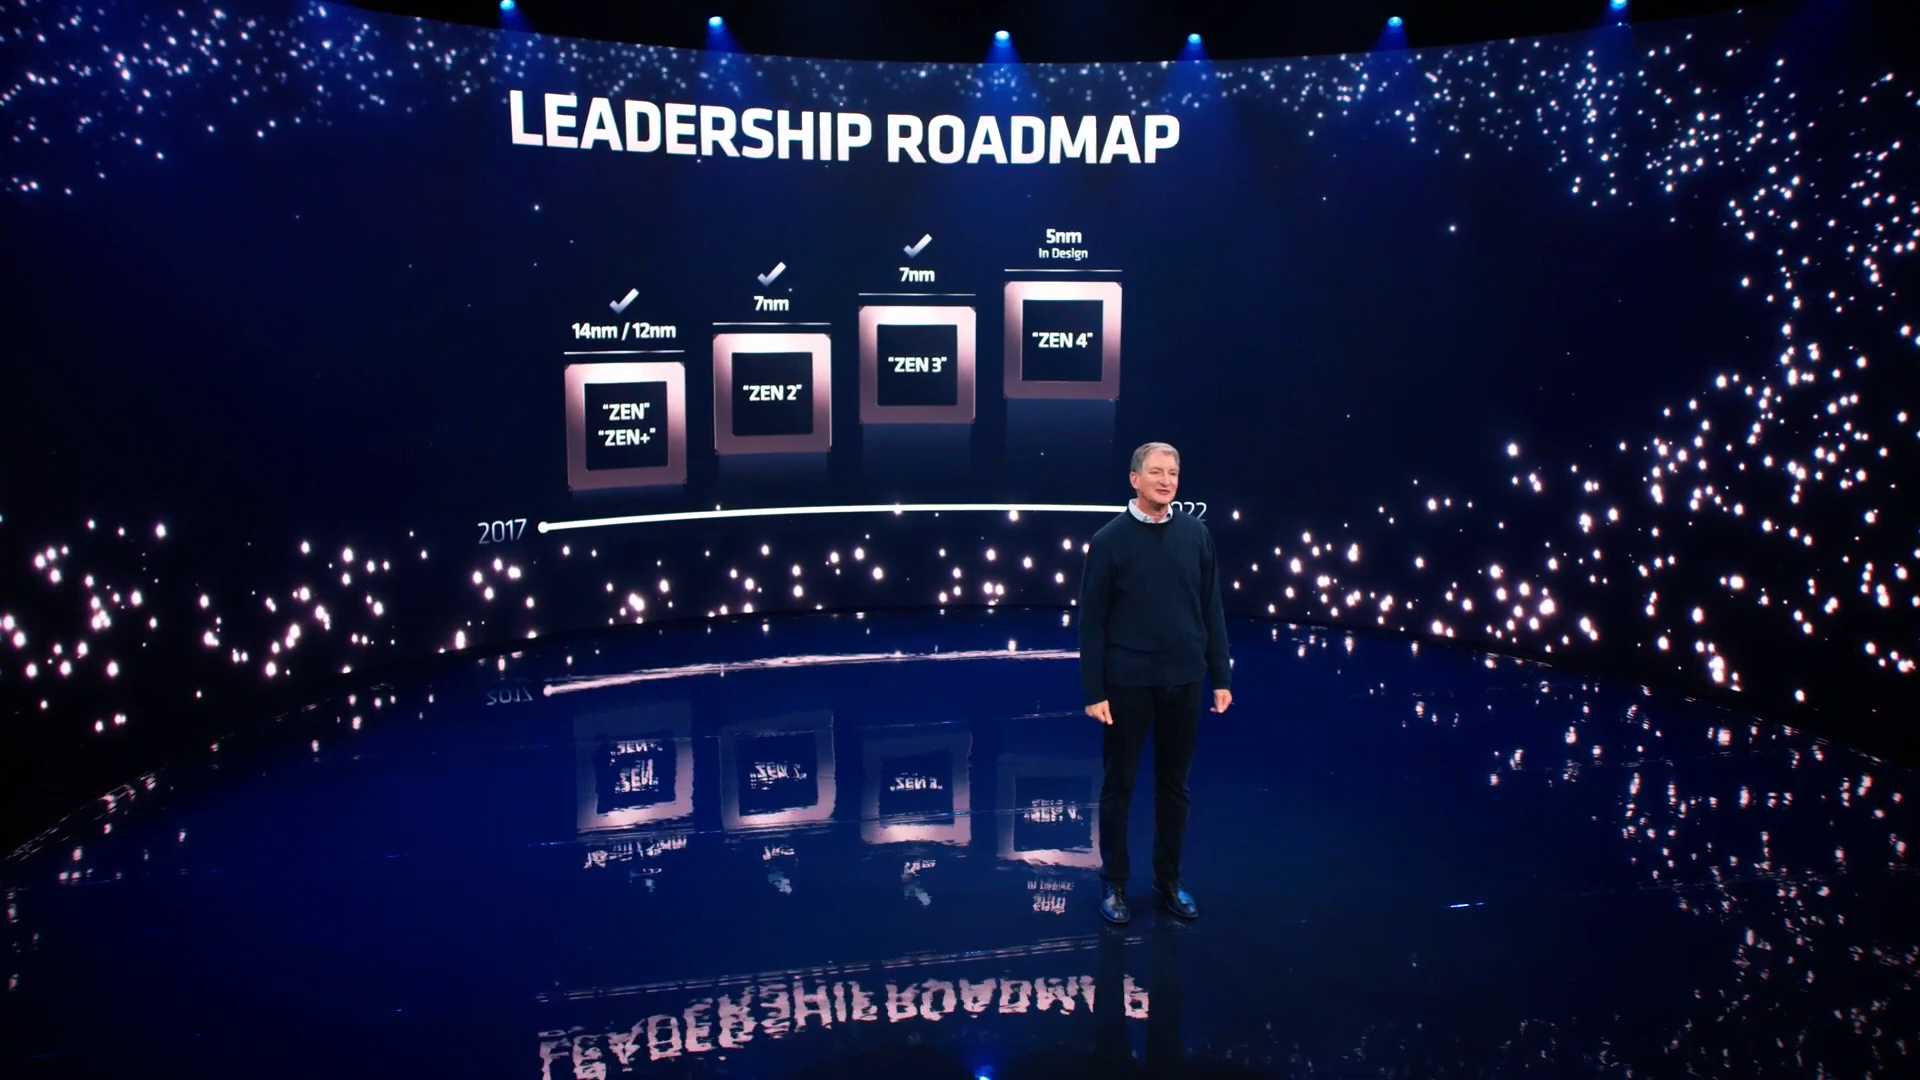 LEADERSHIP ROADMAP
5nm
In Design
7nm
7nm
14nm / 12nm
"ZEN"
"ZEN+"
"ZEN 2"
"ZEN 3"
"ZEN 4"
2017